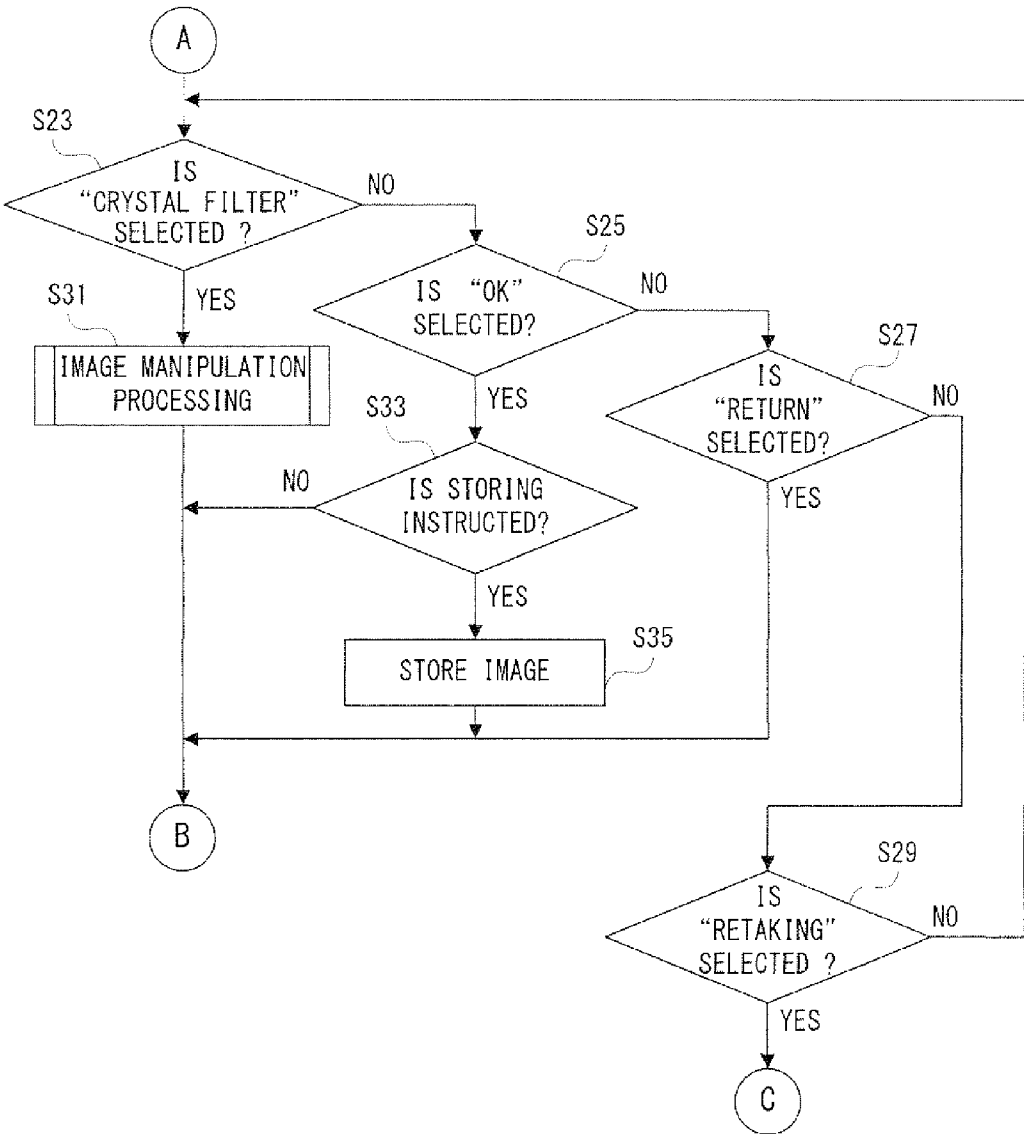 A
S23
IS
“CRYSTAL FILTER”
SELECTED ?
NO
YES
S25
IS “OK”
SELECTED?
NO
YES
S31
IMAGE MANIPULATION
PROCESSING
S27
IS
“RETURN”
SELECTED?
NO
YES
S33
IS STORING
INSTRUCTED?
NO
YES
S35
STORE IMAGE
B
S29
IS
“RETAKING”
SELECTED ?
NO
YES
C